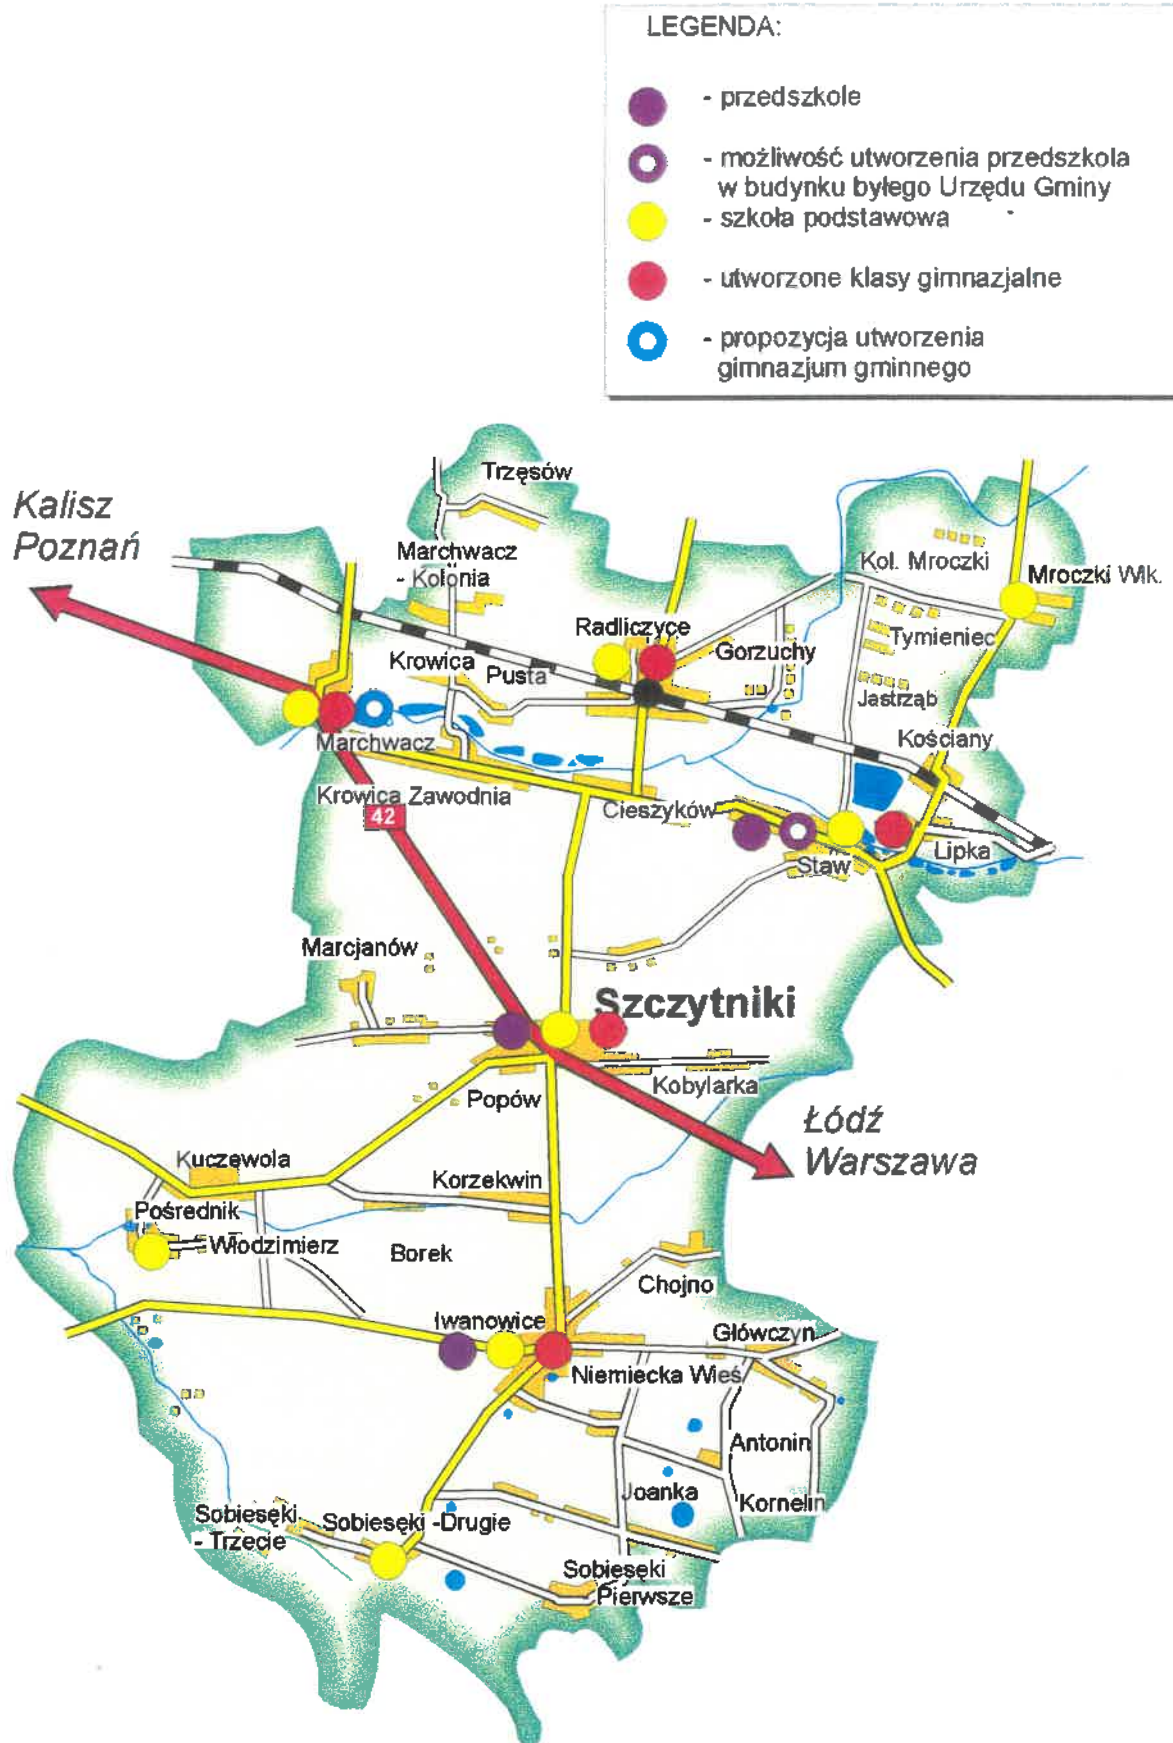 LEGENDA:
- przedszkole
- możliwość utworzenia przedszkola
w budynku byłego Urzędu Gminy
- szkoła podstawowa
- utworzone klasy gimnazjalne
- propozycja utworzenia
gimnazjum gminnego
Trzęsów
Kalisz
Poznań
Marchwacz
- Kolonia
Kol. Mroczki
Mroczki Wlk.
Radliczyce
Tymieniec
Gorzuchy
Krowica
Pusta
Jastrząb
Kościany
Marchwacz
Krowica Zawodnia
Cieszyków
42
Lipka
Staw
Marcjanów
Szczytniki
Kobylarka
Popów
Łódź
Warszawa
Kuczewola
Korzekwin
Pośrednik
Włodzimierz
Borek
Chojno
Iwanowice
Główczyn
Niemiecka Wieś
Antonin
Joanka
Kornelin
Sobiesęki
- Trzecie
Sobiesęki -Drugie
Sobiesęki
Pierwsze